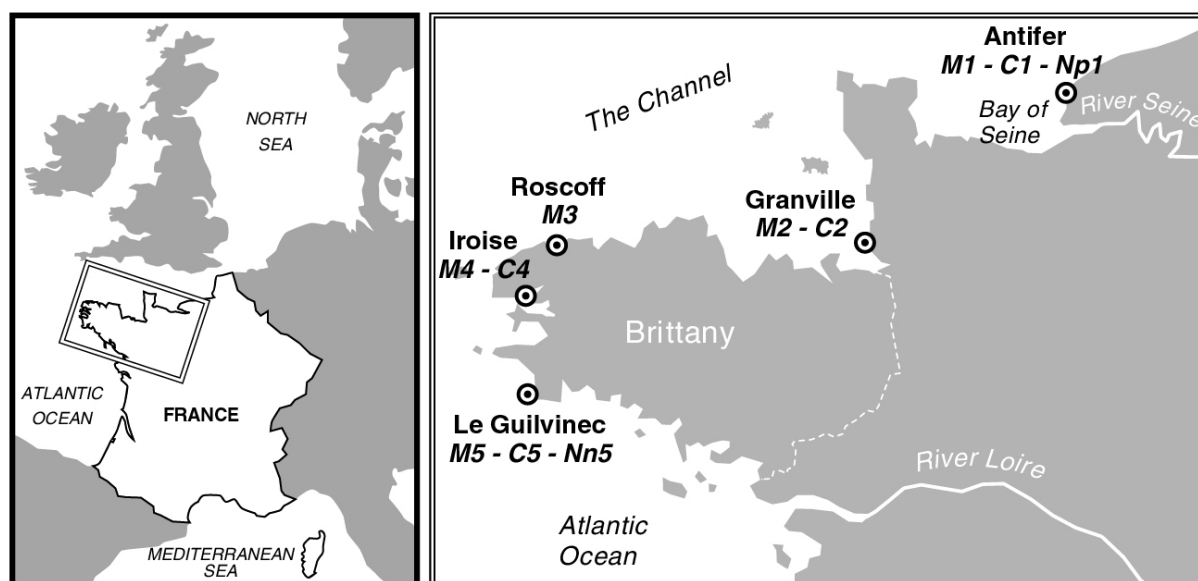 NORTH
SEA
ATLANTIC
OCEAN
FRANCE
MEDITERRANEAN
SEA
Antifer
M1 - C1 - Np1
The Channel
Bay of
Seine
River Seine
Roscoff
M3
Granville
M2 - C2
Iroise
M4 - C4
Brittany
Le Guilvinec
M5 - C5 - Nn5
River Loire
Atlantic
Ocean